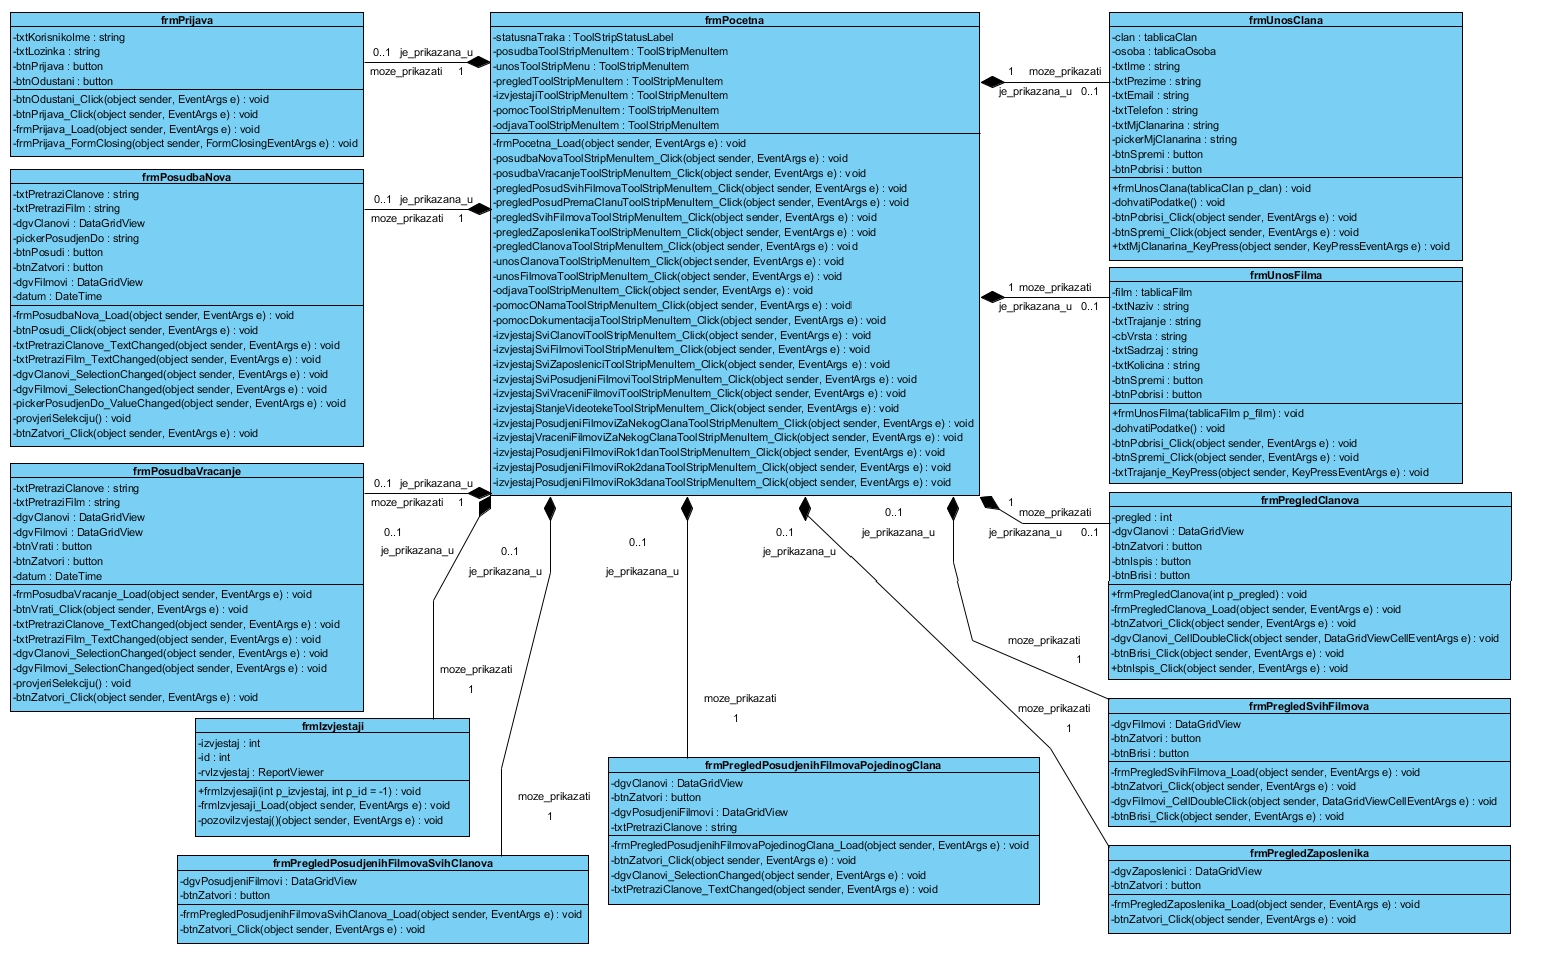 frmPrijava
-txtKorisnikoIme : string
-txtLozinka : string
-btnPrijava : button
-btnOdustani : button
-btnOdustani_Click(object sender, EventArgs e) : void
-btnPrijava_Click(object sender, EventArgs e) : void
-frmPrijava_Load(object sender, EventArgs e) : void
-frmPrijava_FormClosing(object sender, FormClosingEventArgs e) : void
0..1 je_prikazana_u
moze_prikazati 1
frmPosudbaNova
-txtPretraziClanove : string
-txtPretraziFilm : string
-dgvClanovi : DataGridView
-pickerPosudjenDo : string
-btnPosudi : button
-btnZatvori : button
-dgvFilmovi : DataGridView
-datum : DateTime
-frmPosudbaNova_Load(object sender, EventArgs e) : void
-btnPosudi_Click(object sender, EventArgs e) : void
-txtPretraziClanove_TextChanged(object sender, EventArgs e) : void
-txtPretraziFilm_TextChanged(object sender, EventArgs e) : void
-dgvClanovi_SelectionChanged(object sender, EventArgs e) : void
-dgvFilmovi_SelectionChanged(object sender, EventArgs e) : void
-pickerPosudjenDo_ValueChanged(object sender, EventArgs e) : void
-provjeriSelekciju() : void
-btnZatvori_Click(object sender, EventArgs e) : void
0..1 je_prikazana_u
moze_prikazati 1
frmPosudbaVracanje
-txtPretraziClanove : string
-txtPretraziFilm : string
-dgvClanovi : DataGridView
-dgvFilmovi : DataGridView
-btnVrati : button
-btnZatvori : button
-datum : DateTime
-frmPosudbaVracanje_Load(object sender, EventArgs e) : void
-btnVrati_Click(object sender, EventArgs e) : void
-txtPretraziClanove_TextChanged(object sender, EventArgs e) : void
-txtPretraziFilm_TextChanged(object sender, EventArgs e) : void
-dgvClanovi_SelectionChanged(object sender, EventArgs e) : void
-dgvFilmovi_SelectionChanged(object sender, EventArgs e) : void
-provjeriSelekciju() : void
-btnZatvori_Click(object sender, EventArgs e) : void
0..1 je_prikazana_u
moze_prikazati 1
frmPocetna
-statusnaTraka : ToolStripStatusLabel
-posudbaToolStripMenuItem : ToolStripMenuItem
-unosToolStripMenu : ToolStripMenuItem
-pregledToolStripMenuItem : ToolStripMenuItem
-izvjestajiToolStripMenuItem : ToolStripMenuItem
-pomocToolStripMenuItem : ToolStripMenuItem
-odjavaToolStripMenuItem : ToolStripMenuItem
-frmPocetna_Load(object sender, EventArgs e) : void
-posudbaNovaToolStripMenuItem_Click(object sender, EventArgs e) : void
-posudbaVracanjeToolStripMenuItem_Click(object sender, EventArgs e) : void
-pregledPosudSvihFilmovaToolStripMenuItem_Click(object sender, EventArgs e) : void
-pregledPosudPremaClanuToolStripMenuItem_Click(object sender, EventArgs e) : void
-pregledSvihFilmovaToolStripMenuItem_Click(object sender, EventArgs e) : void
-pregledZaposlenikaToolStripMenuItem_Click(object sender, EventArgs e) : void
-pregledClanovaToolStripMenuItem_Click(object sender, EventArgs e) : void
-unosClanovaToolStripMenuItem_Click(object sender, EventArgs e) : void
-unosFilmovaToolStripMenuItem_Click(object sender, EventArgs e) : void
-odjavaToolStripMenuItem_Click(object sender, EventArgs e) : void
-pomocONamaToolStripMenuItem_Click(object sender, EventArgs e) : void
-pomocDokumentacijaToolStripMenuItem_Click(object sender, EventArgs e) : void
-izvjestajSviClanoviToolStripMenuItem_Click(object sender, EventArgs e) : void
-izvjestajSviFilmoviToolStripMenuItem_Click(object sender, EventArgs e) : void
-izvjestajSviZaposleniciToolStripMenuItem_Click(object sender, EventArgs e) : void
-izvjestajSviPosudjeniFilmoviToolStripMenuItem_Click(object sender, EventArgs e) : void
-izvjestajSviVraceniFilmoviToolStripMenuItem_Click(object sender, EventArgs e) : void
-izvjestajStanjeVideotekeToolStripMenuItem_Click(object sender, EventArgs e) : void
-izvjestajPosudjeniFilmoviZaNekogClanaToolStripMenuItem_Click(object sender, EventArgs e) : void
-izvjestajVraceniFilmoviZaNekogClanaToolStripMenuItem_Click(object sender, EventArgs e) : void
-izvjestajPosudjeniFilmoviRok1danToolStripMenuItem_Click(object sender, EventArgs e) : void
-izvjestajPosudjeniFilmoviRok2danaToolStripMenuItem_Click(object sender, EventArgs e) : void
-izvjestajPosudjeniFilmoviRok3danaToolStripMenuItem_Click(object sender, EventArgs e) : void
1 moze_prikazati
je_prikazana_u 0..1
frmUnosClana
-clan : tablicaClan
-osoba : tablicaOsoba
-txtIme : string
-txtPrezime : string
-txtEmail : string
-txtTelefon : string
-txtMjClanarina : string
-pickerMjClanarina : string
-btnSpremi : button
-btnPobrisi : button
+frmUnosClana(tablicaClan p_clan) : void
-dohvatiPodatke() : void
-btnPobrisi_Click(object sender, EventArgs e) : void
-btnSpremi_Click(object sender, EventArgs e) : void
+txtMjClanarina_KeyPress(object sender, KeyPressEventArgs e) : void
1 moze_prikazati
je_prikazana_u 0..1
frmUnosFilma
-film : tablicaFilm
-txtNaziv : string
-txtTrajanje : string
-cbVrsta : string
-txtSadrzaj : string
-txtKolicina : string
-btnSpremi : button
-btnPobrisi : button
+frmUnosFilma(tablicaFilm p_film) : void
-dohvatiPodatke() : void
-btnPobrisi_Click(object sender, EventArgs e) : void
-btnSpremi_Click(object sender, EventArgs e) : void
-txtTrajanje_KeyPress(object sender, KeyPressEventArgs e) : void
1
moze_prikazati
je_prikazana_u 0..1
frmPregledClanova
-pregled : int
-dgvClanovi : DataGridView
-btnZatvori : button
-btnIspis : button
-btnBrisi : button
+frmPregledClanova(int p_pregled) : void
-frmPregledClanova_Load(object sender, EventArgs e) : void
-btnZatvori_Click(object sender, EventArgs e) : void
-dgvClanovi_CellDoubleClick(object sender, DataGridViewCellEventArgs e) : void
-btnBrisi_Click(object sender, EventArgs e) : void
+btnIspis_Click(object sender, EventArgs e) : void
0..1
je_prikazana_u
moze_prikazati
1
frmIzvjestaji
-izvjestaj : int
-id : int
-rvIzvjestaj : ReportViewer
+frmIzvjesaji(int p_izvjestaj, int p_id = -1) : void
-frmIzvjesaji_Load(object sender, EventArgs e) : void
-pozoviIzvjestaj()(object sender, EventArgs e) : void
0..1
je_prikazana_u
moze_prikazati
1
frmPregledPosudjenihFilmovaSvihClanova
-dgvPosudjeniFilmovi : DataGridView
-btnZatvori : button
-frmPregledPosudjenihFilmovaSvihClanova_Load(object sender, EventArgs e) : void
-btnZatvori_Click(object sender, EventArgs e) : void
0..1
je_prikazana_u
moze_prikazati
1
frmPregledPosudjenihFilmovaPojedinogClana
-dgvClanovi : DataGridView
-btnZatvori : button
-dgvPosudjeniFilmovi : DataGridView
-txtPretraziClanove : string
-frmPregledPosudjenihFilmovaPojedinogClana_Load(object sender, EventArgs e) : void
-btnZatvori_Click(object sender, EventArgs e) : void
-dgvClanovi_SelectionChanged(object sender, EventArgs e) : void
-txtPretraziClanove_TextChanged(object sender, EventArgs e) : void
0..1
je_prikazana_u
moze_prikazati
1
frmPregledSvihFilmova
-dgvFilmovi : DataGridView
-btnZatvori : button
-btnBrisi : button
-frmPregledSvihFilmova_Load(object sender, EventArgs e) : void
-btnZatvori_Click(object sender, EventArgs e) : void
-dgvFilmovi_CellDoubleClick(object sender, DataGridViewCellEventArgs e) : void
-btnBrisi_Click(object sender, EventArgs e) : void
0..1
je_prikazana_u
moze_prikazati
1
frmPregledZaposlenika
-dgvZaposlenici : DataGridView
-btnZatvori : button
-frmPregledZaposlenika_Load(object sender, EventArgs e) : void
-btnZatvori_Click(object sender, EventArgs e) : void